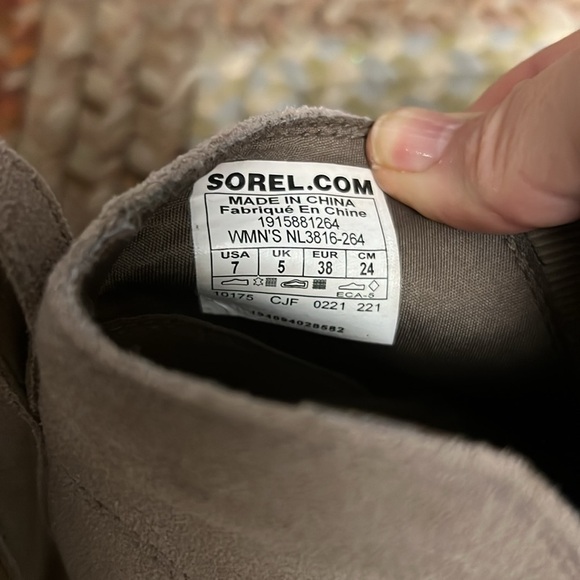 SOREL.COM
MADE IN CHINA
Fabriqué En Chine
1915881264
WMN'S NL3816-264
USA UK EUR CM
7 5 38 24
ECA-5
10175 CJF 0221 221